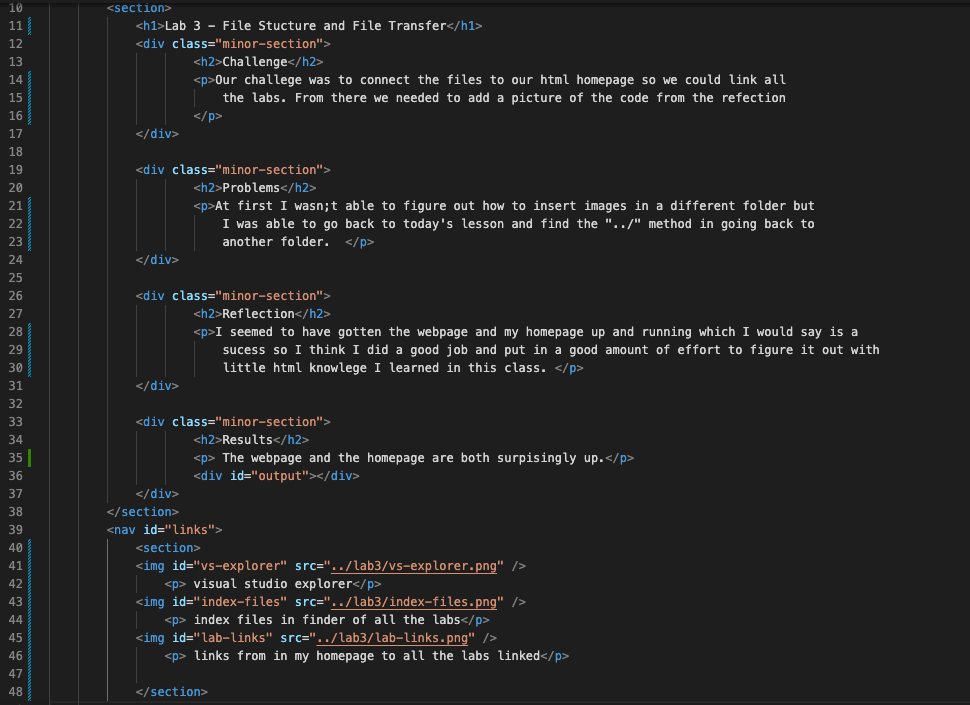 10 <section>
11 <h1>Lab 3 - File Stucture and File Transfer</h1>
12 <div class="minor-section">
13 <h2>Challenge</h2>
14 <p>Our challege was to connect the files to our html homepage so we could link all
15 the labs. From there we needed to add a picture of the code from the refection
16 </p>
17 </div>
18
19 <div class="minor-section">
20 <h2>Problems</h2>
21 <p>At first I wasn;t able to figure out how to insert images in a different folder but
22 I was able to go back to today's lesson and find the "../" method in going back to
23 another folder.  </p>
24 </div>
25
26 <div class="minor-section">
27 <h2>Reflection</h2>
28 <p>I seemed to have gotten the webpage and my homepage up and running which I would say is a
29 sucess so I think I did a good job and put in a good amount of effort to figure it out with
30 little html knowlege I learned in this class. </p>
31 </div>
32
33 <div class="minor-section">
34 <h2>Results</h2>
35 <p> The webpage and the homepage are both surpisingly up.</p>
36 <div id="output"></div>
37 </div>
38 </section>
39 <nav id="links">
40 <section>
41 <img id="vs-explorer" src="../lab3/vs-explorer.png" />
42 <p> visual studio explorer</p>
43 <img id="index-files" src="../lab3/index-files.png" />
44 <p> index files in finder of all the labs</p>
45 <img id="lab-links" src="../lab3/lab-links.png" />
46 <p> links from in my homepage to all the labs linked</p>
47
48 </section>